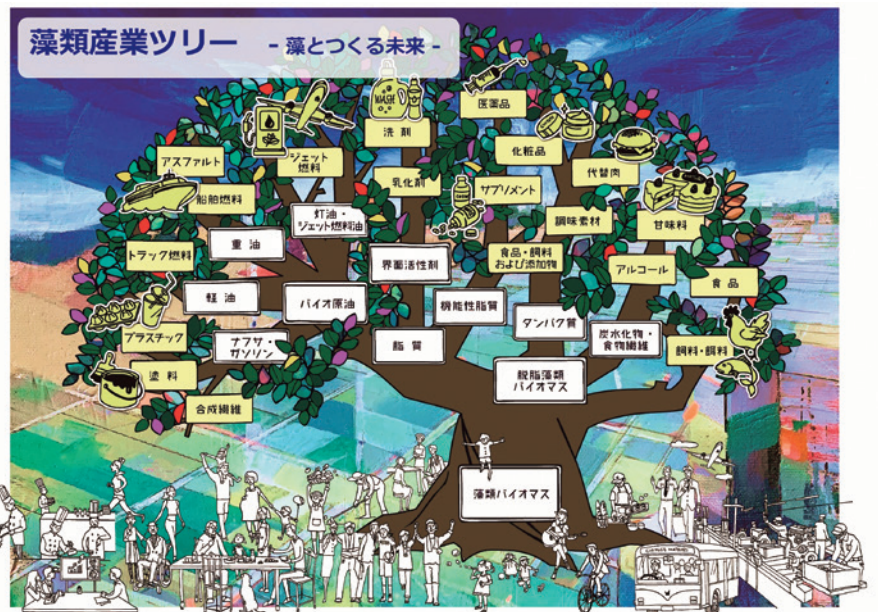 藻類産業ツリー - 藻とつくる未来 -
WASH
医薬品
洗剤
化粧品
アスファルト
ジェット
燃料
代替肉
乳化剤
サプリメント
船舶燃料
灯油・
ジェット燃料油
調味素材
甘味料
重油
トラック燃料
界面活性剤
食品・飼料
および添加物
アルコール
食品
軽油
バイオ原油
機能性脂質
タンパク質
プラスチック
ナフサ・
ガソリン
脂質
炭水化物・
食物繊維
飼料・餌料
塗料
脱脂藻類
バイオマス
合成繊維
藻類バイオマス